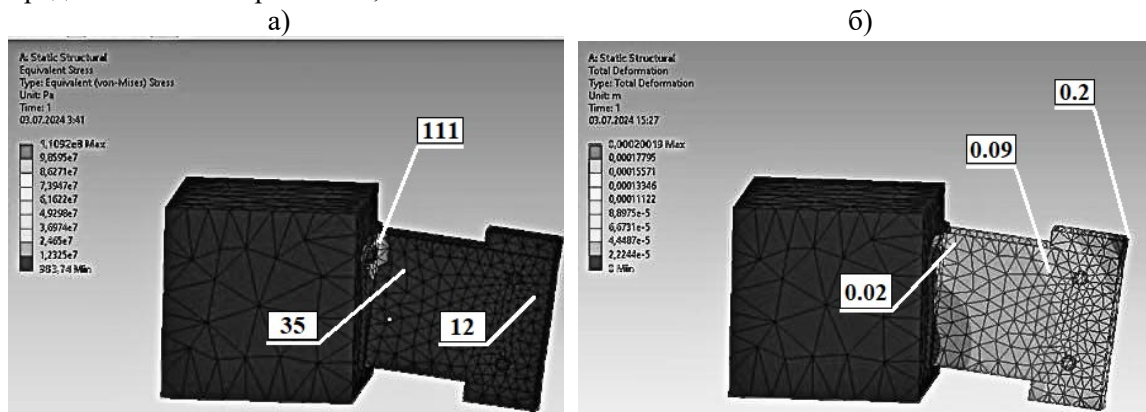 а)
б)
A: Static Structural
Equivalent Stress
Type: Equivalent (von-Mises) Stress
Unit: Pa
Time: 1
03.07.2024 3:41
1,1092e8 Max
9,8595e7
8,6271e7
7,3947e7
6,1622e7
4,9298e7
3,6974e7
2,465e7
1,2325e7
383,74 Min
111
35
12
A: Static Structural
Total Deformation
Type: Total Deformation
Unit: m
Time: 1
03.07.2024 15:27
0,00020019 Max
0,00017795
0,00015571
0,00013346
0,00011122
8,8975e-5
6,6731e-5
4,4487e-5
2,2244e-5
0 Min
0.2
0.09
0.02